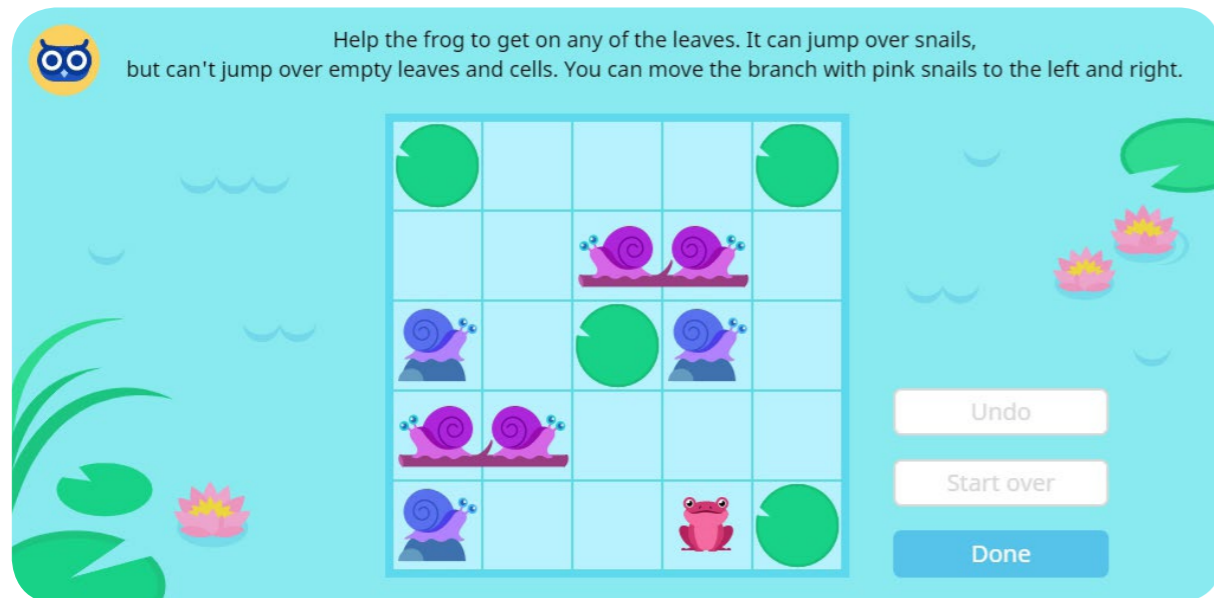 Help the frog to get on any of the leaves. It can jump over snails,
but can't jump over empty leaves and cells. You can move the branch with pink snails to the left and right.
Undo
Start over
Done